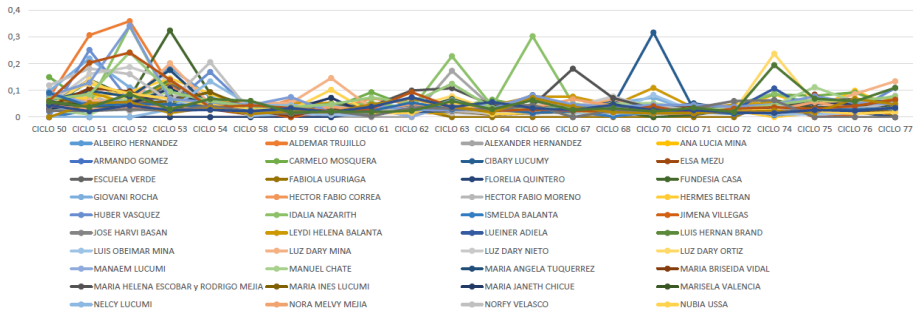 0,4
0,3
0,2
0,1
0
CICLO 50 CICLO 51 CICLO 52 CICLO 53 CICLO 54 CICLO 58 CICLO 59 CICLO 60 CICLO 61 CICLO 62 CICLO 63 CICLO 64 CICLO 66 CICLO 67 CICLO 68 CICLO 70 CICLO 71 CICLO 72 CICLO 74 CICLO 75 CICLO 76 CICLO 77
ALBEIRO HERNANDEZ ALDEMAR TRUJILLO ALEXANDER HERNANDEZ ANA LUCIA MINA
ARMANDO GOMEZ CARMELO MOSQUERA CIBARY LUCUMY ELSA MEZU
ESCUELA VERDE FABIOLA USURIAGA FLORELIA QUINTERO FUNDESIA CASA
GIOVANI ROCHA HECTOR FABIO CORREA HECTOR FABIO MORENO HERMES BELTRAN
HUBER VASQUEZ IDALIA NAZARITH ISMELDA BALANTA JIMENA VILLEGAS
JOSE HARVI BASAN LEYDI HELENA BALANTA LUEINER ADIELA LUIS HERNAN BRAND
LUIS OBEIMAR MINA LUZ DARY MINA LUZ DARY NIETO LUZ DARY ORTIZ
MANAEM LUCUMI MANUEL CHATE MARIA ANGELA TUQUERREZ MARIA BRISEIDA VIDAL
MARIA HELENA ESCOBAR y RODRIGO MEJIA MARIA INES LUCUMI MARIA JANETH CHICUE MARISELA VALENCIA
NELCY LUCUMI NORA MELVY MEJIA NORFY VELASCO NUBIA USSA